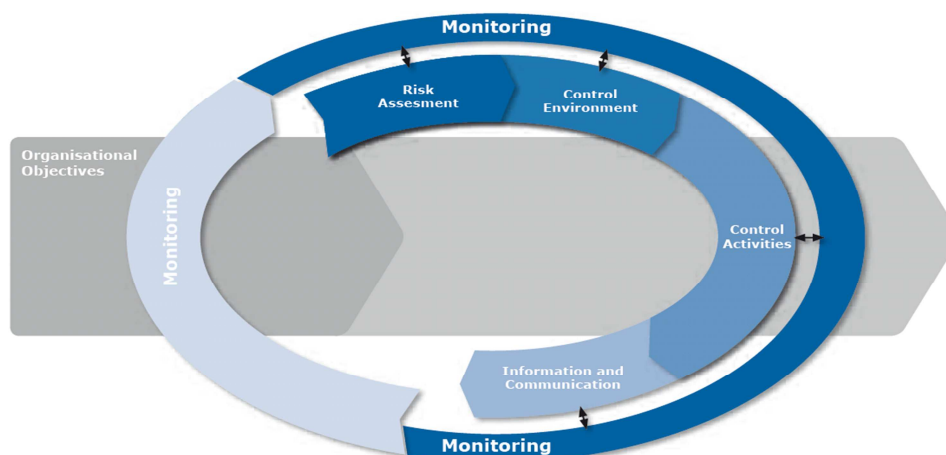 Monitoring
Risk
Assesment
Control
Environment
Organisational
Objectives
Monitoring
Control
Activities
Information and
Communication
Monitoring